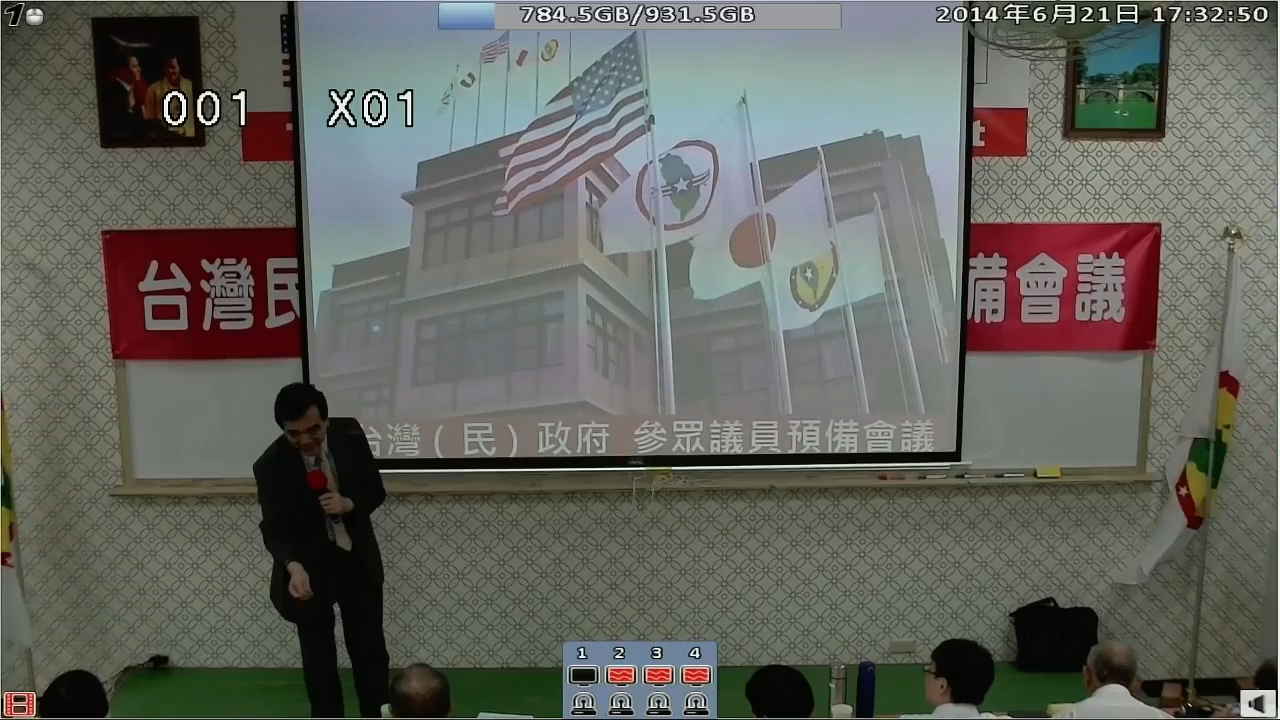 1
784.5GB/931.5GB
2014年6月21日 17:32:50
001 X01
t
台灣民
備會議
台灣(民)政府 參眾議員預備會議
1 2 3 4